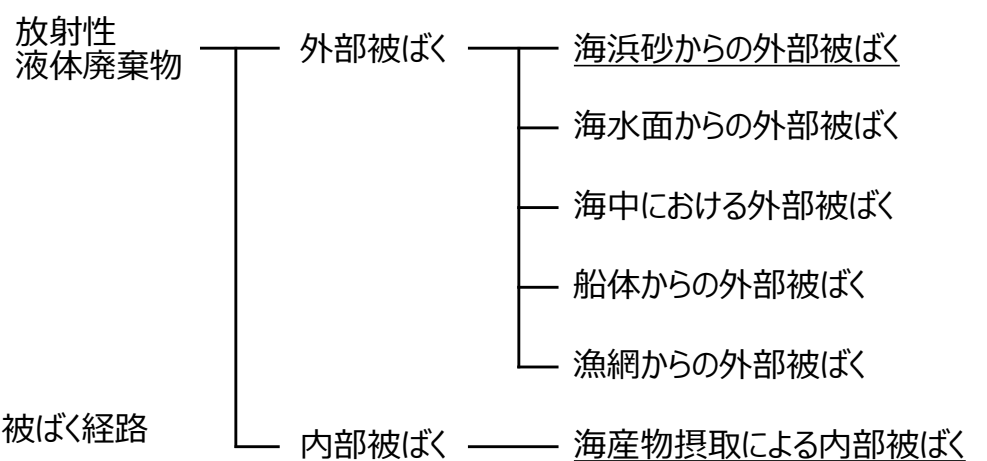 放射性
液体廃棄物
外部被ばく
海浜砂からの外部被ばく
海水面からの外部被ばく
海中における外部被ばく
船体からの外部被ばく
漁網からの外部被ばく
被ばく経路
内部被ばく
海産物摂取による内部被ばく